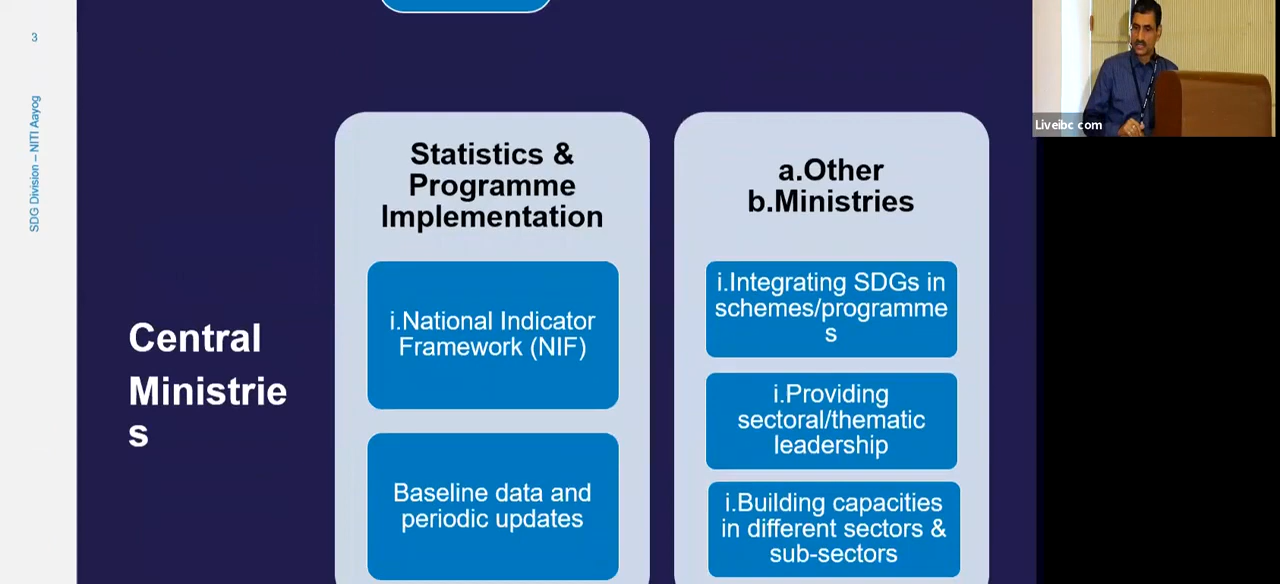 3
SDG Division – NITI Aayog
Central
Ministrie
s
Statistics &
Programme
Implementation
i.National Indicator
Framework (NIF)
Baseline data and
periodic updates
a.Other
b.Ministries
i.Integrating SDGs in
schemes/programme
s
i.Providing
sectoral/thematic
leadership
i.Building capacities
in different sectors &
sub-sectors
Liveibc com